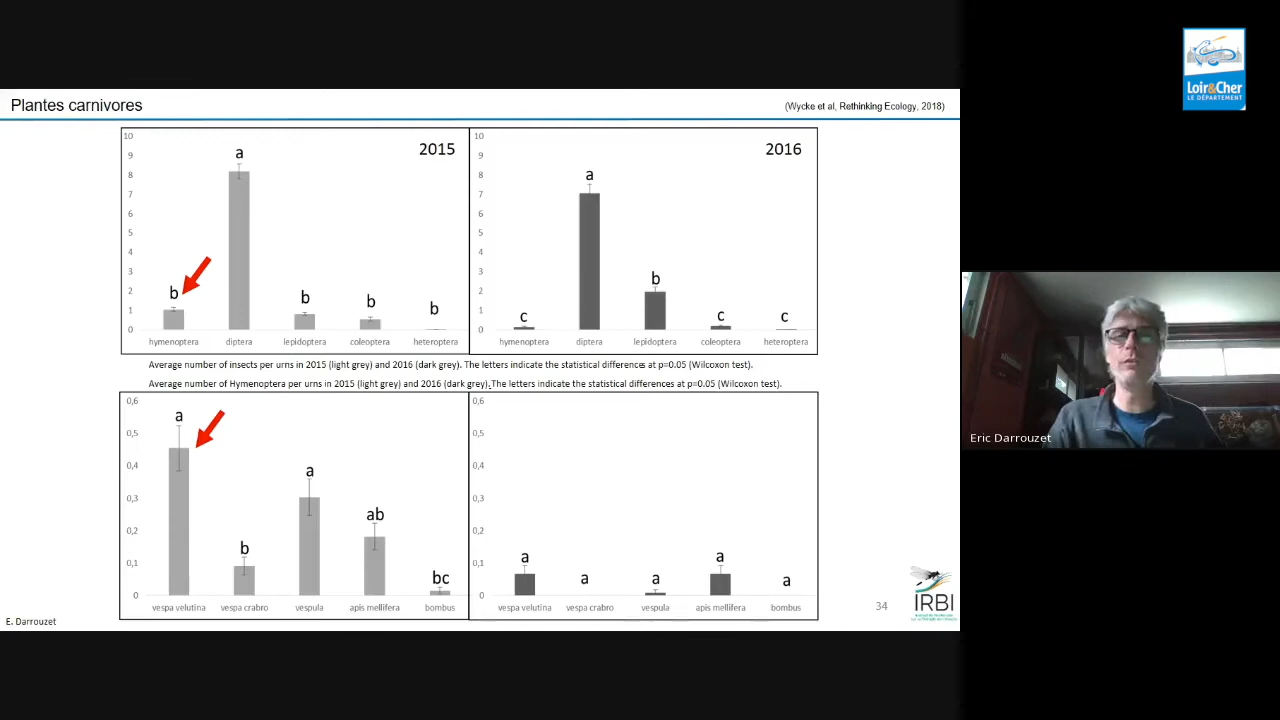 Plantes carnivores
(Wycke et al, Rethinking Ecology, 2018)
Loir&Cher
LE DÉPARTEMENT
10
9
8
7
6
5
4
3
2
1
0
2015
b
a
b
b
b
hymenoptera diptera lepidoptera coleoptera heteroptera
10
9
8
7
6
5
4
3
2
1
0
2016
c
a
b
c
c
hymenoptera diptera lepidoptera coleoptera heteroptera
Average number of insects per urns in 2015 (light grey) and 2016 (dark grey). The letters indicate the statistical differences at p=0.05 (Wilcoxon test).
Average number of Hymenoptera per urns in 2015 (light grey) and 2016 (dark grey).The letters indicate the statistical differences at p=0.05 (Wilcoxon test).
0,6
0,5
0,4
0,3
0,2
0,1
0
a
b
a
ab
bc
vespa velutina vespa crabro vespula apis mellifera bombus
0,6
0,5
0,4
0,3
0,2
0,1
0
a
a
a
a
a
vespa velutina vespa crabro vespula apis mellifera bombus
34
IRBI
E. Darrouzet
Eric Darrouzet